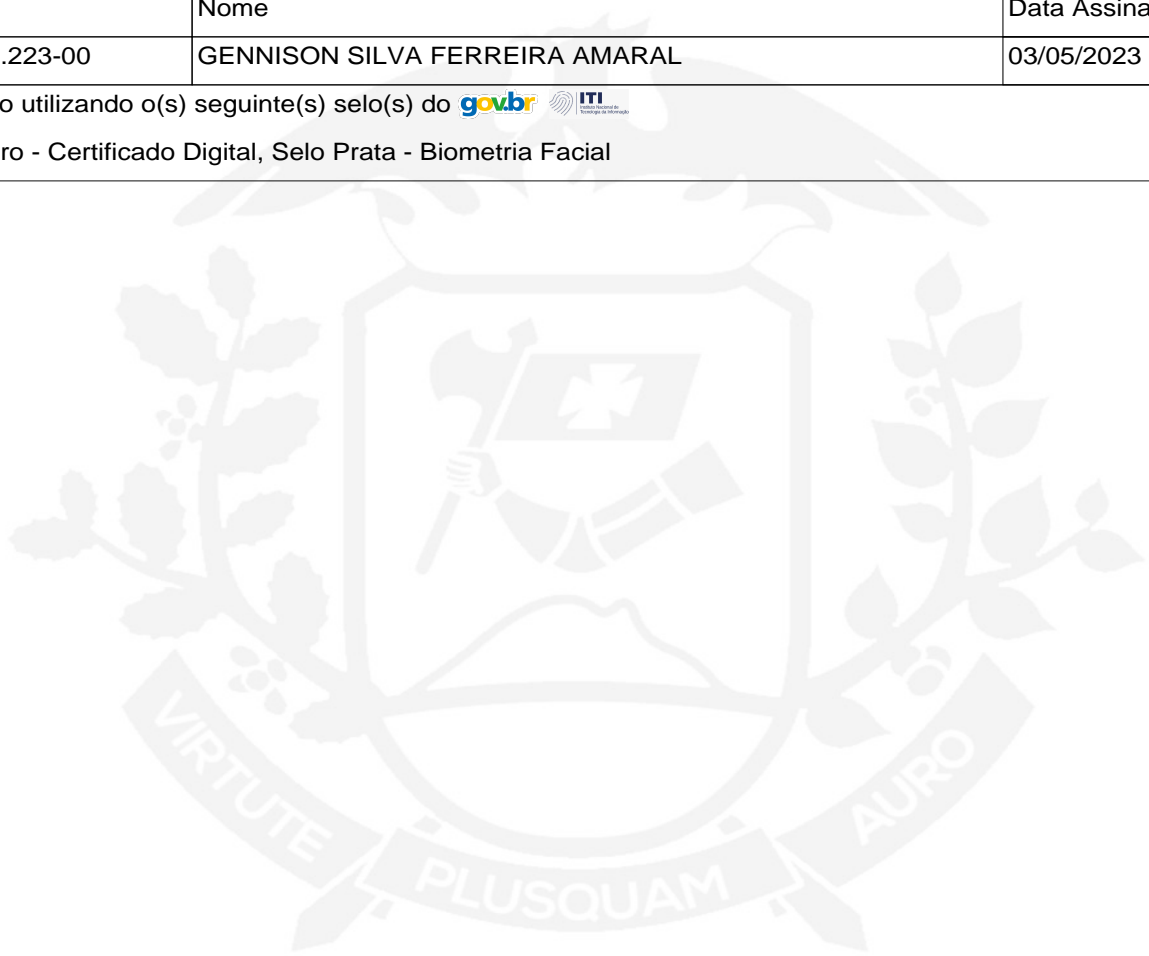 Nome Data Assina
.223-00 GENNISON SILVA FERREIRA AMARAL 03/05/2023
o utilizando o(s) seguinte(s) selo(s) do gov.br ITI
ro - Certificado Digital, Selo Prata - Biometria Facial
VIRTUTE PLUSQUAM AURO